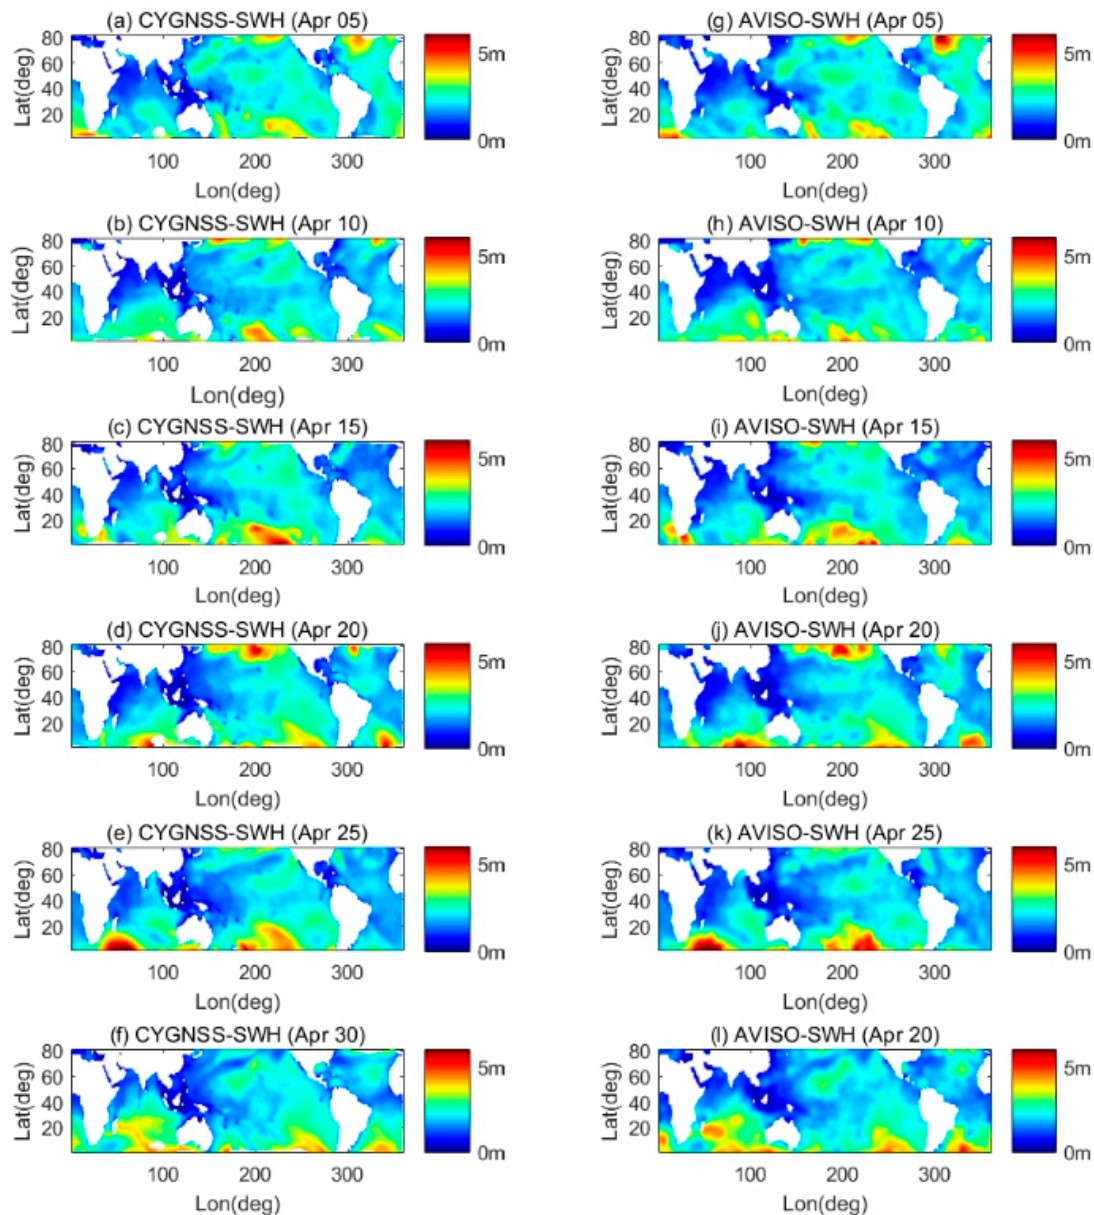 (a) CYGNSS-SWH (Apr 05)
80
60
40
20
Lat(deg)
100 200 300
Lon(deg)
5m
0m
(g) AVISO-SWH (Apr 05)
80
60
40
20
Lat(deg)
100 200 300
Lon(deg)
5m
0m
(b) CYGNSS-SWH (Apr 10)
80
60
40
20
Lat(deg)
100 200 300
Lon(deg)
5m
0m
(h) AVISO-SWH (Apr 10)
80
60
40
20
Lat(deg)
100 200 300
Lon(deg)
5m
0m
(c) CYGNSS-SWH (Apr 15)
80
60
40
20
Lat(deg)
100 200 300
Lon(deg)
5m
0m
(i) AVISO-SWH (Apr 15)
80
60
40
20
Lat(deg)
100 200 300
Lon(deg)
5m
0m
(d) CYGNSS-SWH (Apr 20)
80
60
40
20
Lat(deg)
100 200 300
Lon(deg)
5m
0m
(j) AVISO-SWH (Apr 20)
80
60
40
20
Lat(deg)
100 200 300
Lon(deg)
5m
0m
(e) CYGNSS-SWH (Apr 25)
80
60
40
20
Lat(deg)
100 200 300
Lon(deg)
5m
0m
(k) AVISO-SWH (Apr 25)
80
60
40
20
Lat(deg)
100 200 300
Lon(deg)
5m
0m
(f) CYGNSS-SWH (Apr 30)
80
60
40
20
Lat(deg)
100 200 300
Lon(deg)
5m
0m
(l) AVISO-SWH (Apr 20)
80
60
40
20
Lat(deg)
100 200 300
Lon(deg)
5m
0m